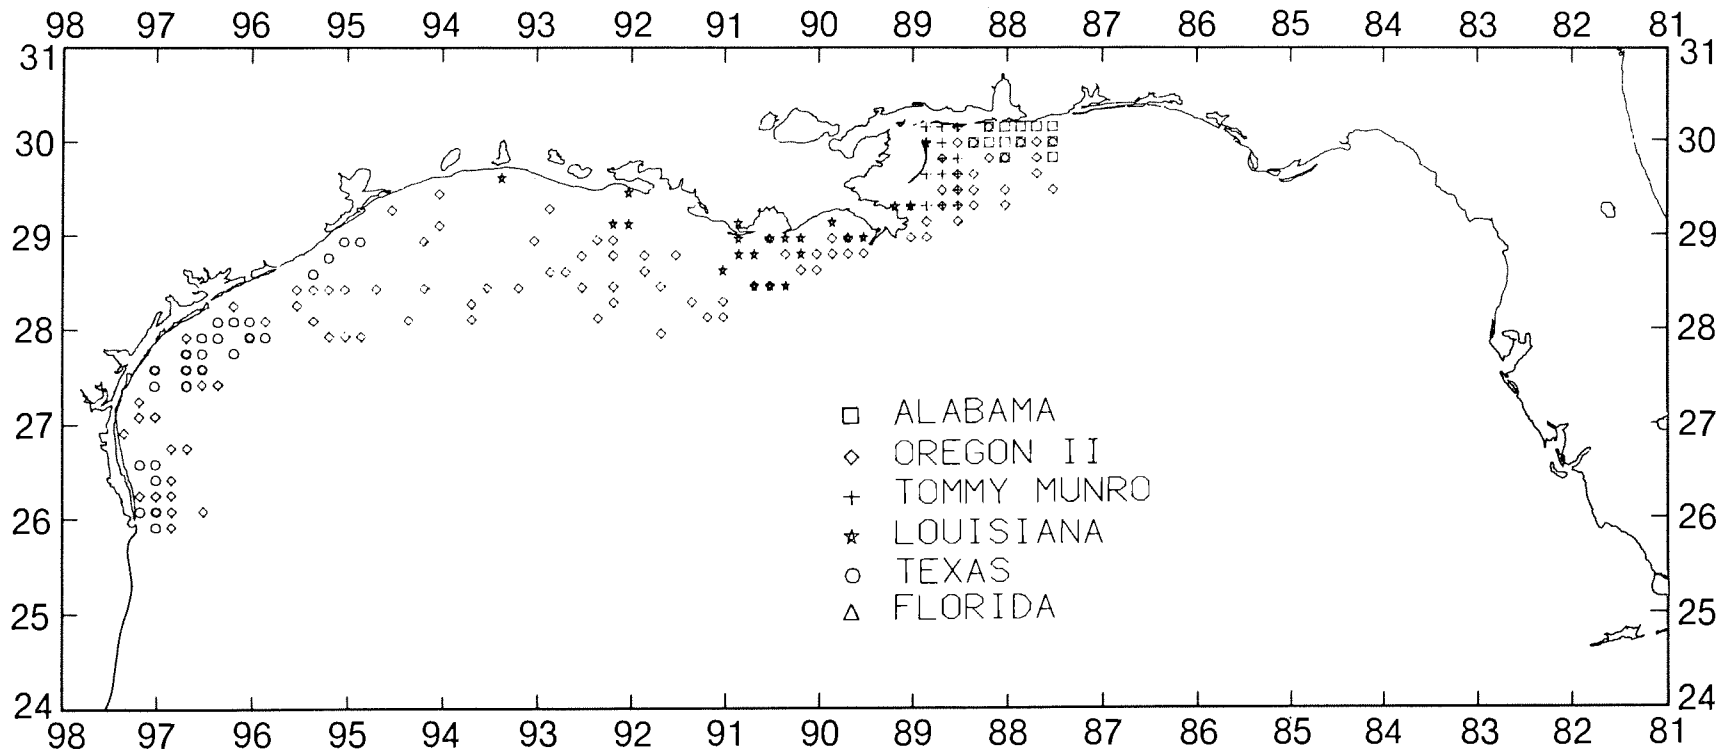 98 97 96 95 94 93 92 91 90 89 88 87 86 85 84 83 82 81
31 31
30 30
29 29
28 28
27 27
ALABAMA
OREGON II
TOMMY MUNRO
26 26
LOUISIANA
TEXAS
25 25
FLORIDA
24 24
98 97 96 95 94 93 92 91 90 89 88 87 86 85 84 83 82 81